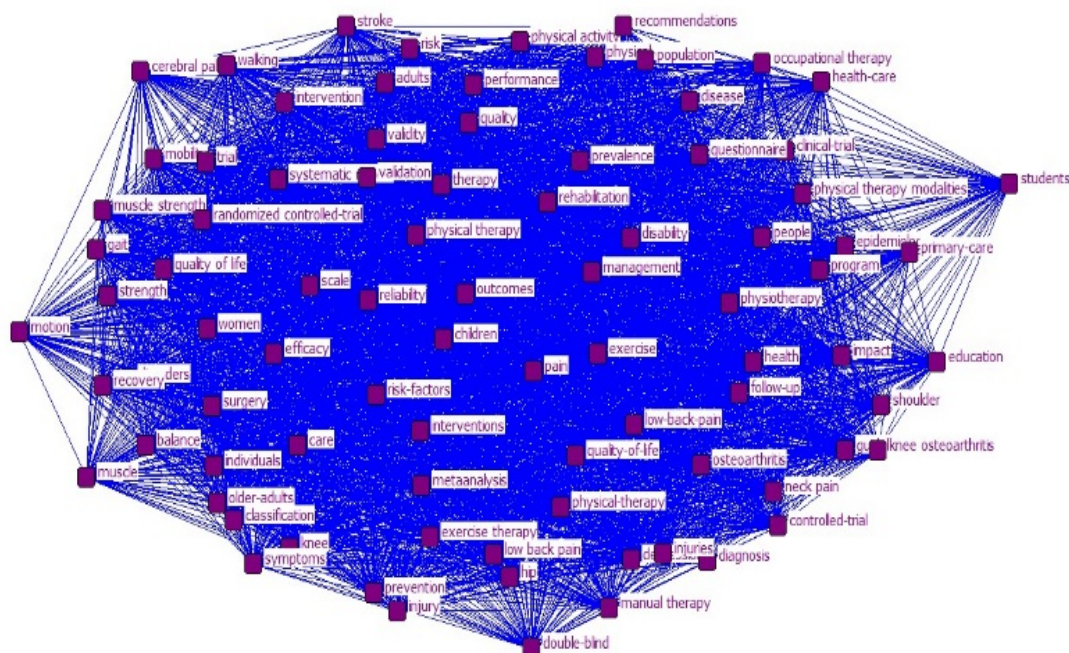 stroke
recommendations
risk
physical activity
physical
population
cerebral pa
walking
adults
performance
occupational therapy
health-care
intervention
disease
quality
validity
mobili
trial
prevalence
questionnaire
clinical-trial
systematic
validation
therapy
students
rehabilitation
physical therapy modalities
muscle strength
randomized controlled-trial
physical therapy
disability
people
gait
epidemiol
primary-care
quality of life
management
program
strength
scale
reliabilty
outcomes
physiotherapy
motion
women
children
efficacy
exercise
pain
health
impact
education
recovery
ders
risk-factors
follow-up
surgery
shoulder
interventions
low-back-pain
balance
care
quality-of-life
knee osteoarthritis
muscle
individuals
osteoarthritis
metaanalysis
neck pain
older-adults
physical-therapy
classification
controlled-trial
exercise therapy
knee
low back pain
injuries
diagnosis
symptoms
hip
prevention
injury
manual therapy
double-blind